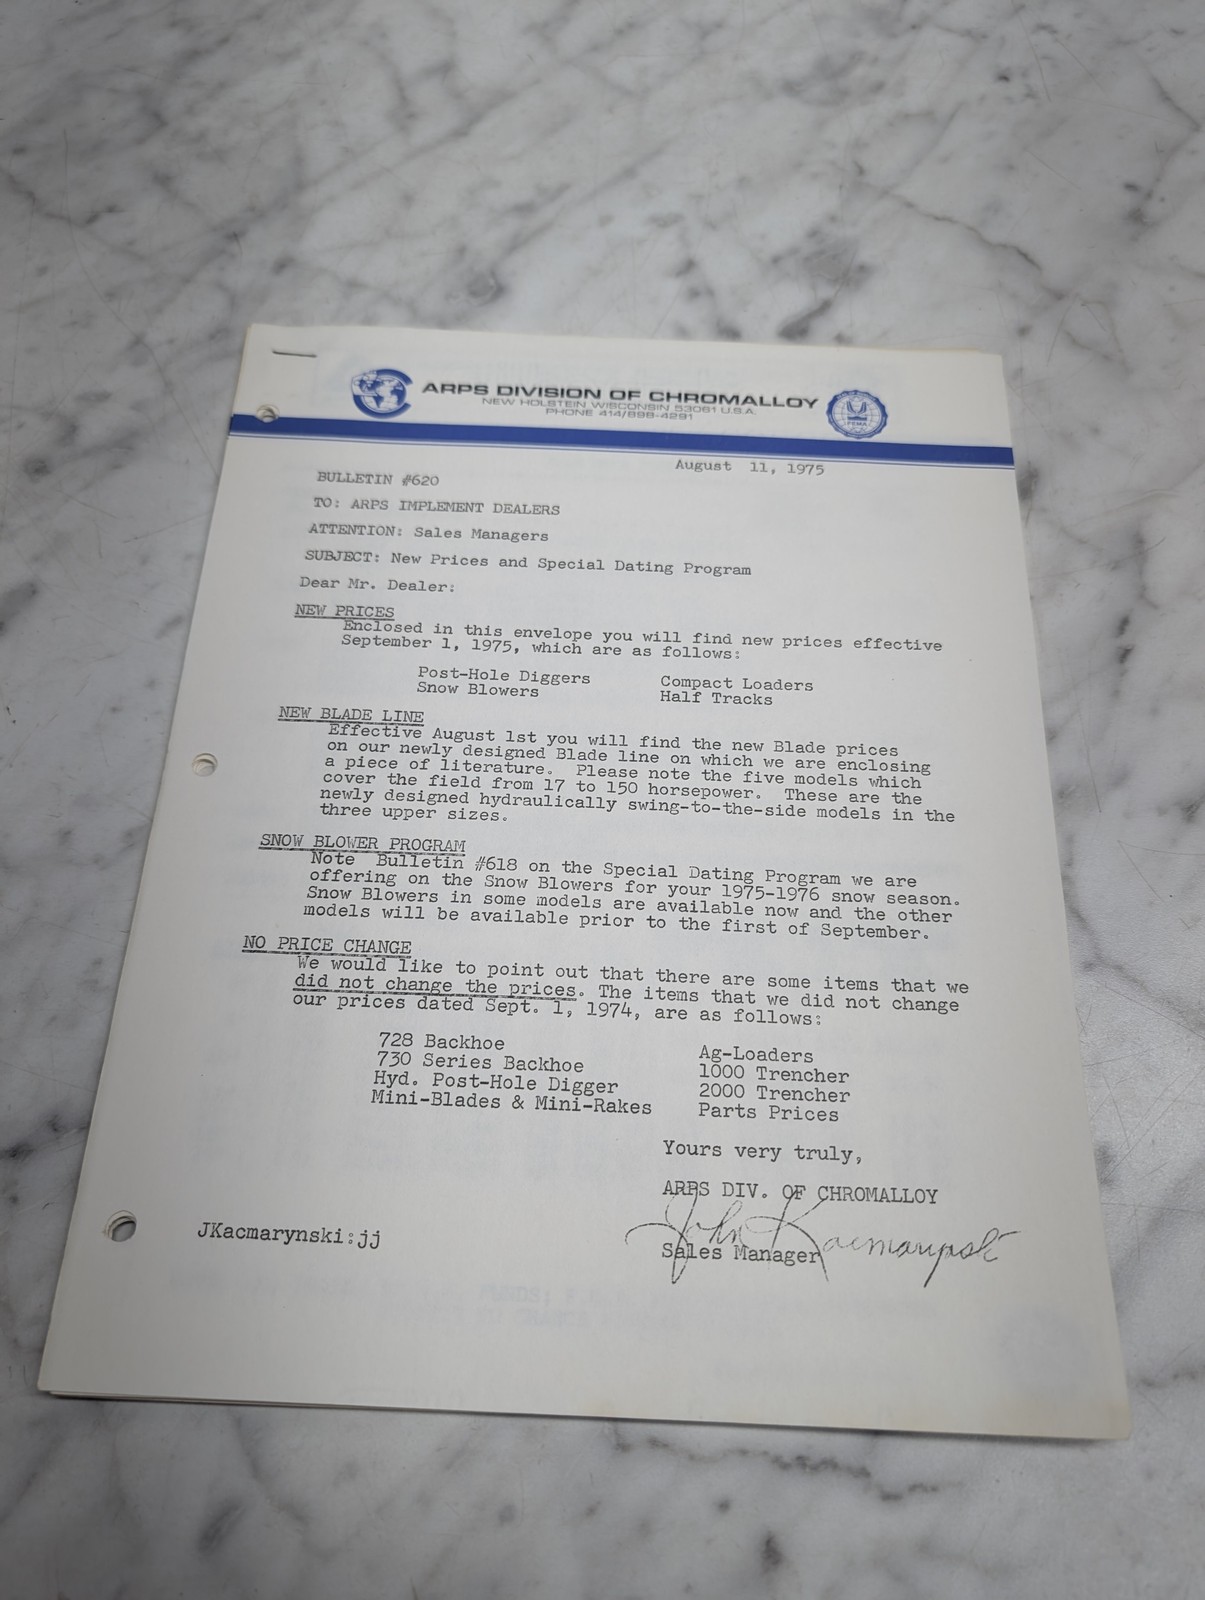 ARPS DIVISION OF CHROMALLOY
NEW HOLSTEIN WISCONSIN 53061 U.S.A.
PHONE 414/898-4291
FEMA
August 11, 1975
BULLETIN #620
TO: ARPS IMPLEMENT DEALERS
ATTENTION: Sales Managers
SUBJECT: New Prices and Special Dating Program
Dear Mr. Dealer:
NEW PRICES
Enclosed in this envelope you will find new prices effective
September 1, 1975, which are as follows:
Post-Hole Diggers Compact Loaders
Snow Blowers Half Tracks
NEW BLADE LINE
Effective August 1st you will find the new Blade prices
on our newly designed Blade line on which we are enclosing
a piece of literature. Please note the five models which
cover the field from 17 to 150 horsepower. These are the
newly designed hydraulically swing-to-the-side models in the
three upper sizes.
SNOW BLOWER PROGRAM
Note Bulletin #618 on the Special Dating Program we are
offering on the Snow Blowers for your 1975-1976 snow season.
Snow Blowers in some models are available now and the other
models will be available prior to the first of September.
NO PRICE CHANGE
We would like to point out that there are some items that we
did not change the prices. The items that we did not change
our prices dated Sept. 1, 1974, are as follows:
728 Backhoe Ag-Loaders
730 Series Backhoe 1000 Trencher
Hyd. Post-Hole Digger 2000 Trencher
Mini-Blades & Mini-Rakes Parts Prices
Yours very truly,
ARPS DIV. OF CHROMALLOY
John Kacmarynski
Sales Manager
JKacmarynski:jj